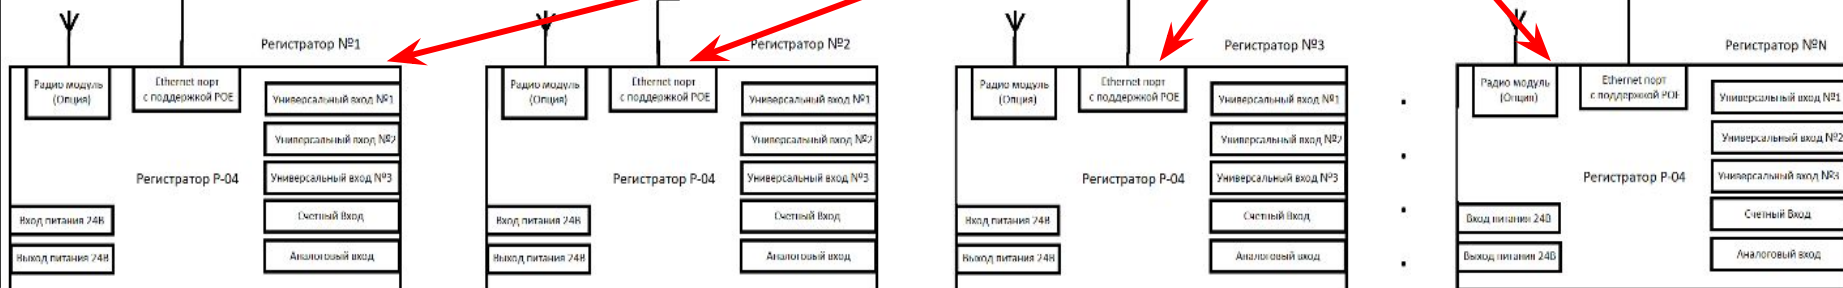 Регистратор №1
Радио модуль
(Опция)
Ethernet порт
с поддержкой POE
Универсальный вход №1
Универсальный вход №2
Регистратор Р-04
Универсальный вход №3
Вход питания 24В
Счетный Вход
Выход питания 24В
Аналоговый вход
Регистратор №2
Радио модуль
(Опция)
Ethernet порт
с поддержкой POE
Универсальный вход №1
Универсальный вход №2
Регистратор Р-04
Универсальный вход №3
Вход питания 24В
Счетный Вход
Выход питания 24В
Аналоговый вход
Регистратор №3
Радио модуль
(Опция)
Ethernet порт
с поддержкой POE
Универсальный вход №1
Универсальный вход №2
Регистратор Р-04
Универсальный вход №3
Вход питания 24В
Счетный Вход
Выход питания 24В
Аналоговый вход
Регистратор №N
Радио модуль
(Опция)
Ethernet порт
с поддержкой POE
Универсальный вход №1
Универсальный вход №2
Регистратор Р-04
Универсальный вход №3
Вход питания 24В
Счетный Вход
Выход питания 24В
Аналоговый вход